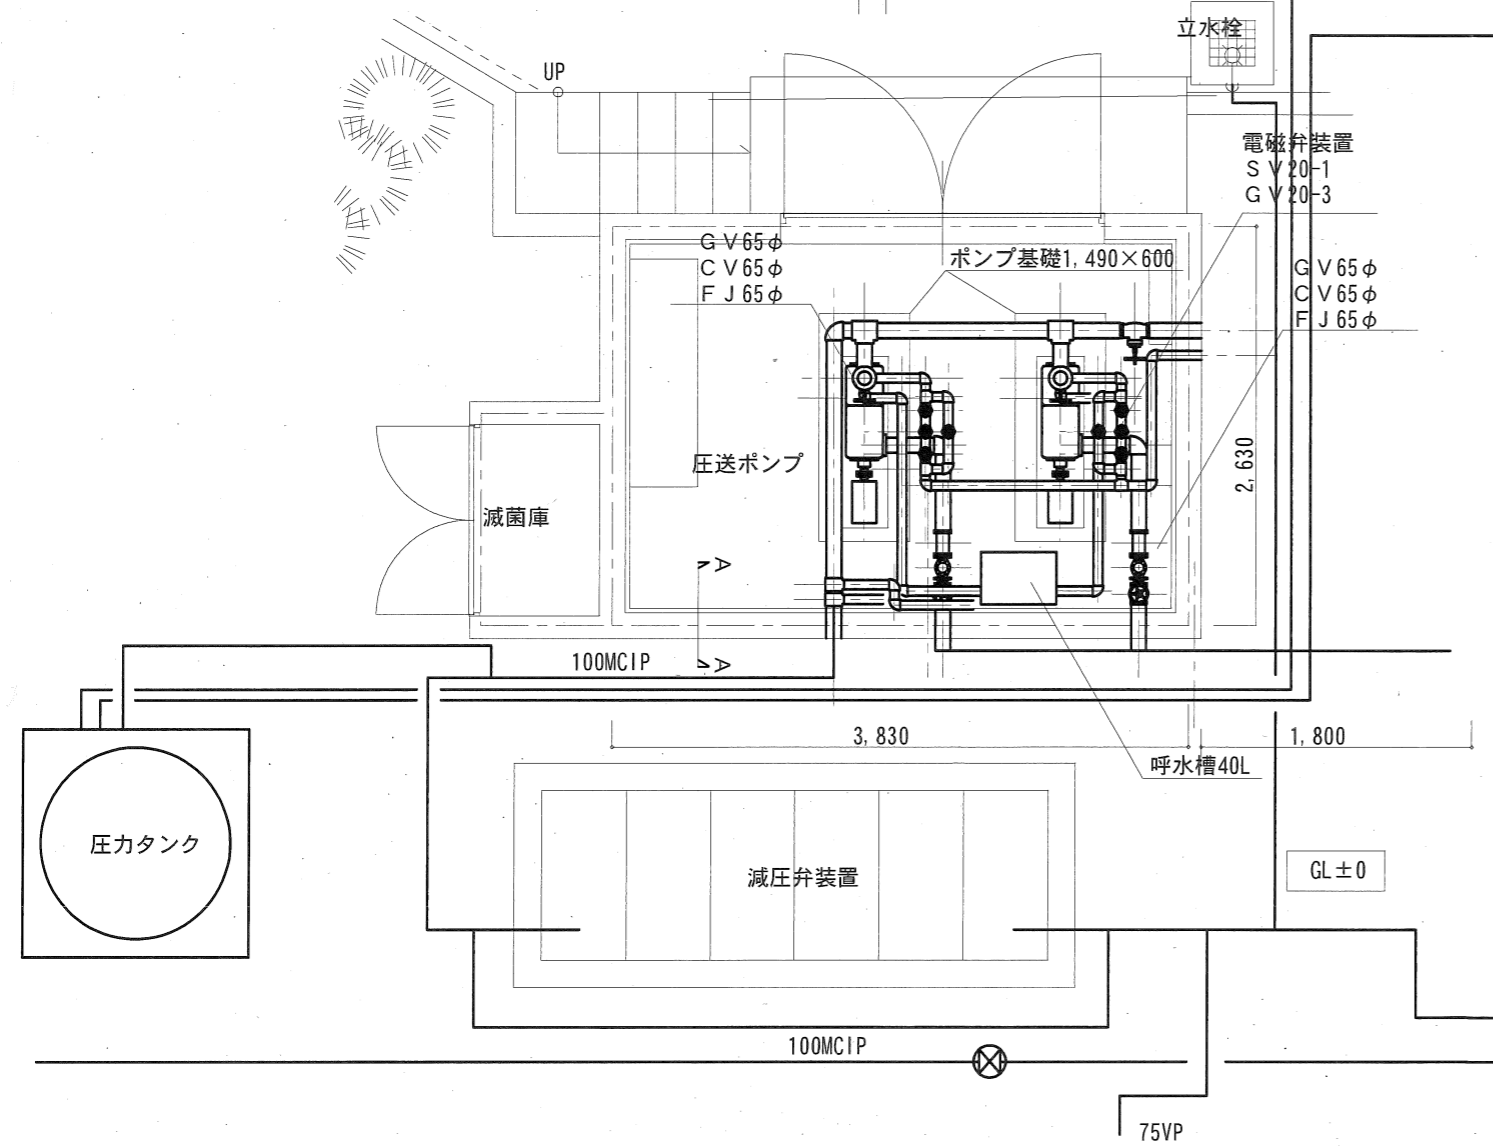 立水栓
UP
電磁弁装置
ＳＶ20-1
ＧＶ20-3
ＧＶ65φ
ＣＶ65φ
ＦＪ65φ
ポンプ基礎1,490×600
ＧＶ65φ
ＣＶ65φ
ＦＪ65φ
2,630
圧送ポンプ
滅菌庫
A
A
100MCIP
3,830
1,800
呼水槽40L
圧力タンク
減圧弁装置
GL±0
100MCIP
75VP